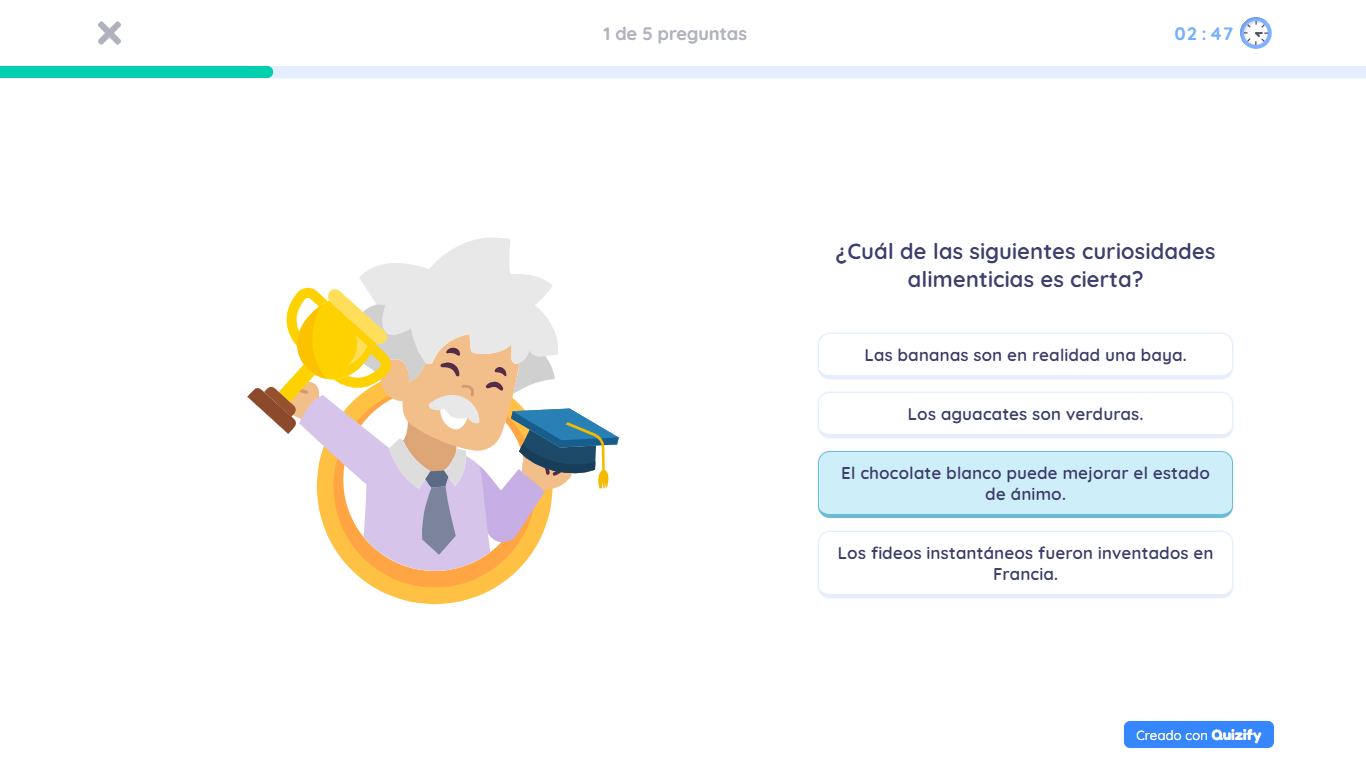 1 de 5 preguntas
02 : 47
¿Cuál de las siguientes curiosidades
alimenticias es cierta?
Las bananas son en realidad una baya.
Los aguacates son verduras.
El chocolate blanco puede mejorar el estado
de ánimo.
Los fideos instantáneos fueron inventados en
Francia.
Creado con Quizify